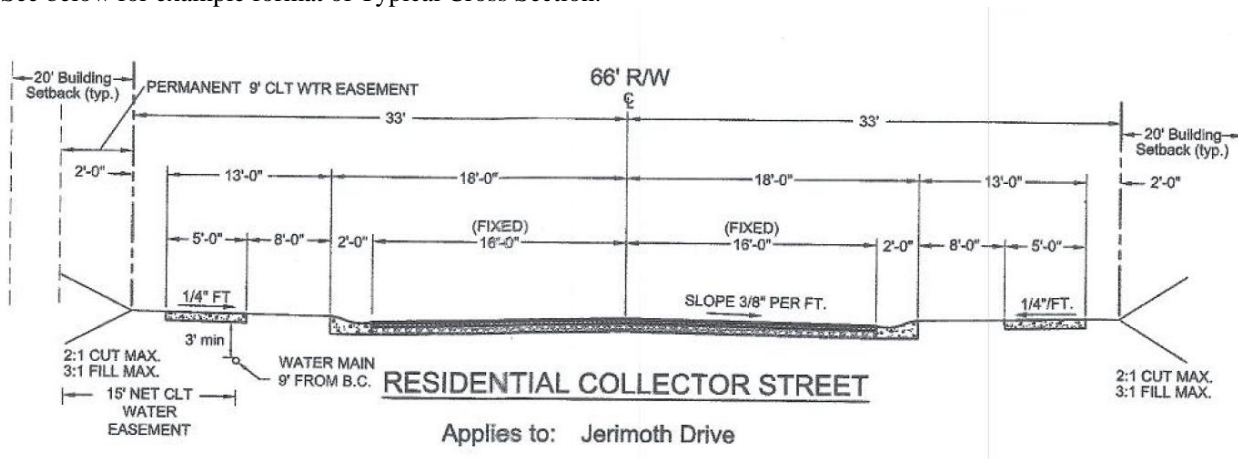 See below for example format of Typical Cross Section:
66' R/W
℄
20' Building
Setback (typ.)
PERMANENT 9' CLT WTR EASEMENT
33'
33'
20' Building
Setback (typ.)
2'-0"
13'-0"
18'-0"
18'-0"
13'-0"
2'-0"
5'-0"
8'-0"
2'-0"
(FIXED)
16'-0"
(FIXED)
16'-0"
2'-0"
8'-0"
5'-0"
1/4" FT
SLOPE 3/8" PER FT.
1/4"/FT.
3' min
2:1 CUT MAX.
3:1 FILL MAX.
WATER MAIN
9' FROM B.C.
2:1 CUT MAX.
3:1 FILL MAX.
15' NET CLT
WATER
EASEMENT
RESIDENTIAL COLLECTOR STREET
Applies to: Jerimoth Drive